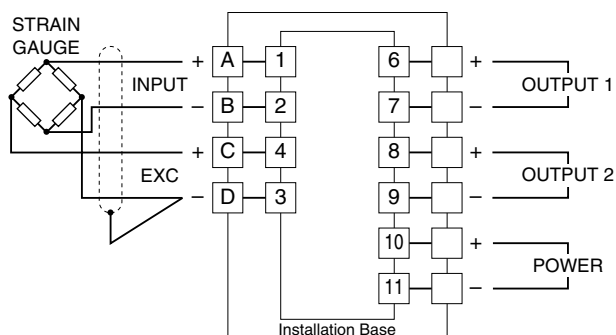 STRAIN
GAUGE
+ A 1 6 +
INPUT OUTPUT 1
– B 2 7 –
+ C 4 8 +
EXC OUTPUT 2
– D 3 9 –
10 +
POWER
11 –
Installation Base